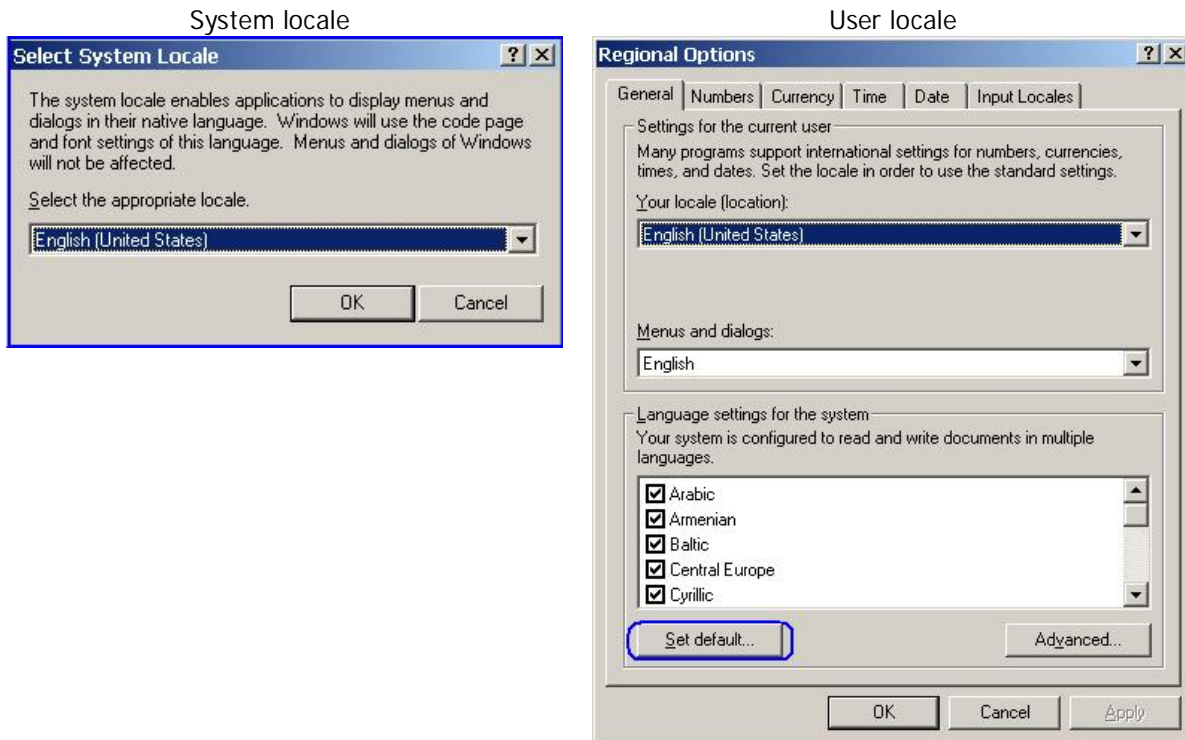 System locale
Select System Locale
The system locale enables applications to display menus and
dialogs in their native language. Windows will use the code page
and font settings of this language. Menus and dialogs of Windows
will not be affected.
Select the appropriate locale.
English (United States)
OK Cancel
User locale
Regional Options
General Numbers Currency Time Date Input Locales
Settings for the current user
Many programs support international settings for numbers, currencies,
times, and dates. Set the locale in order to use the standard settings.
Your locale (location):
English (United States)
Menus and dialogs:
English
Language settings for the system
Your system is configured to read and write documents in multiple
languages.
Arabic
Armenian
Baltic
Central Europe
Cyrillic
Set default... Advanced...
OK Cancel Apply